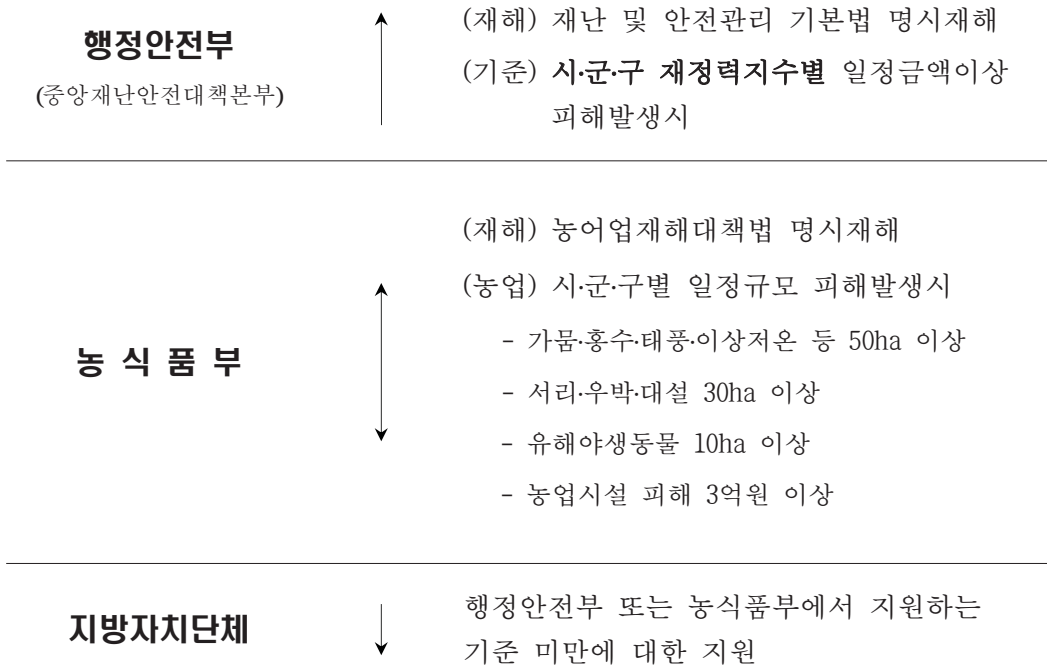 행정안전부
(중앙재난안전대책본부)
(재해) 재난 및 안전관리 기본법 명시재해
(기준) 시·군·구 재정력지수별 일정금액이상
피해발생시
농 식 품 부
(재해) 농어업재해대책법 명시재해
(농업) 시·군·구별 일정규모 피해발생시
- 가뭄·홍수·태풍·이상저온 등 50ha 이상
- 서리·우박·대설 30ha 이상
- 유해야생동물 10ha 이상
- 농업시설 피해 3억원 이상
지방자치단체
행정안전부 또는 농식품부에서 지원하는
기준 미만에 대한 지원